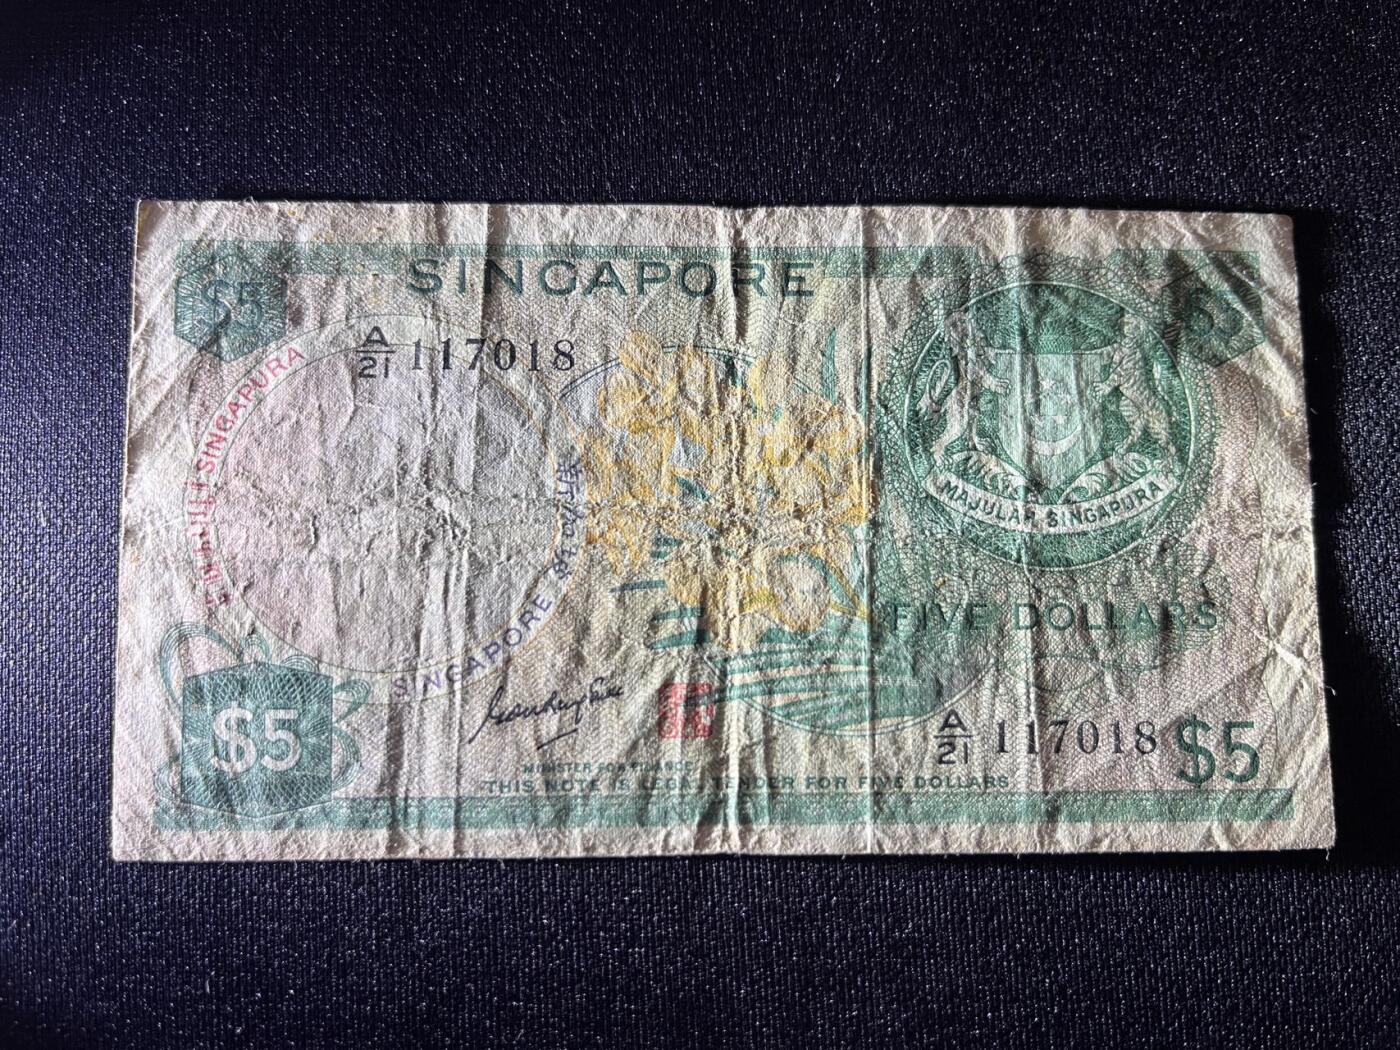 SINGAPORE
$5
$5
A/21 117018
SINGAPURA
MAJULAH SINGAPURA
SINGAPORE
FIVE DOLLARS
A/21 117018
$5
$5
MINISTER FOR FINANCE
THIS NOTE IS LEGAL TENDER FOR FIVE DOLLARS